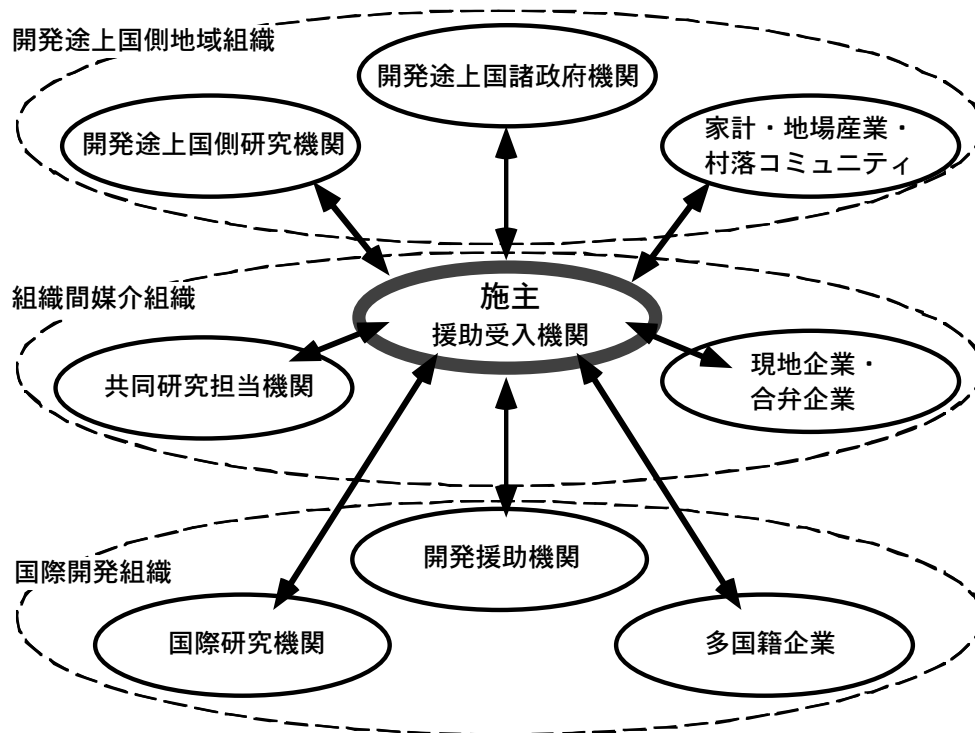 開発途上国側地域組織
開発途上国諸政府機関
開発途上国側研究機関
家計・地場産業・
村落コミュニティ
組織間媒介組織
施主
援助受入機関
共同研究担当機関
現地企業・
合弁企業
国際開発組織
開発援助機関
国際研究機関
多国籍企業